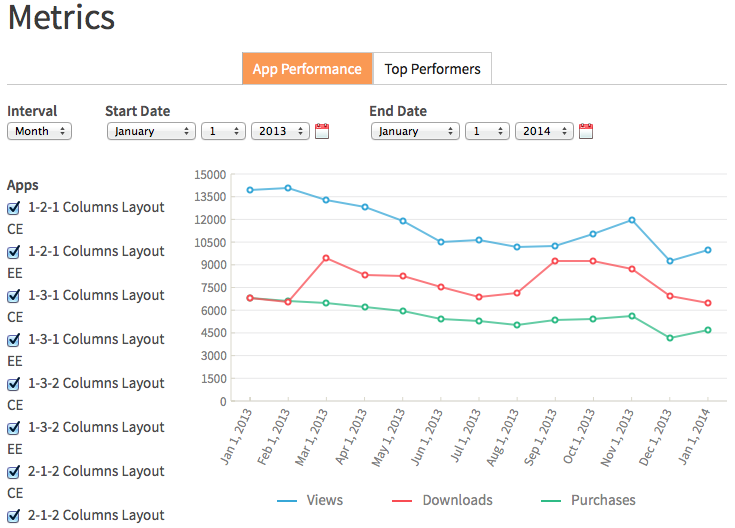 Metrics
App Performance Top Performers
Interval Start Date End Date
Month January 1 2013 January 1 2014
Apps
1-2-1 Columns Layout
CE
1-2-1 Columns Layout
EE
1-3-1 Columns Layout
CE
1-3-1 Columns Layout
EE
1-3-2 Columns Layout
CE
1-3-2 Columns Layout
EE
2-1-2 Columns Layout
CE
2-1-2 Columns Layout
15000
13500
12000
10500
9000
7500
6000
4500
3000
1500
0
Jan 1, 2013
Feb 1, 2013
Mar 1, 2013
Apr 1, 2013
May 1, 2013
Jun 1, 2013
Jul 1, 2013
Aug 1, 2013
Sep 1, 2013
Oct 1, 2013
Nov 1, 2013
Dec 1, 2013
Jan 1, 2014
Views Downloads Purchases